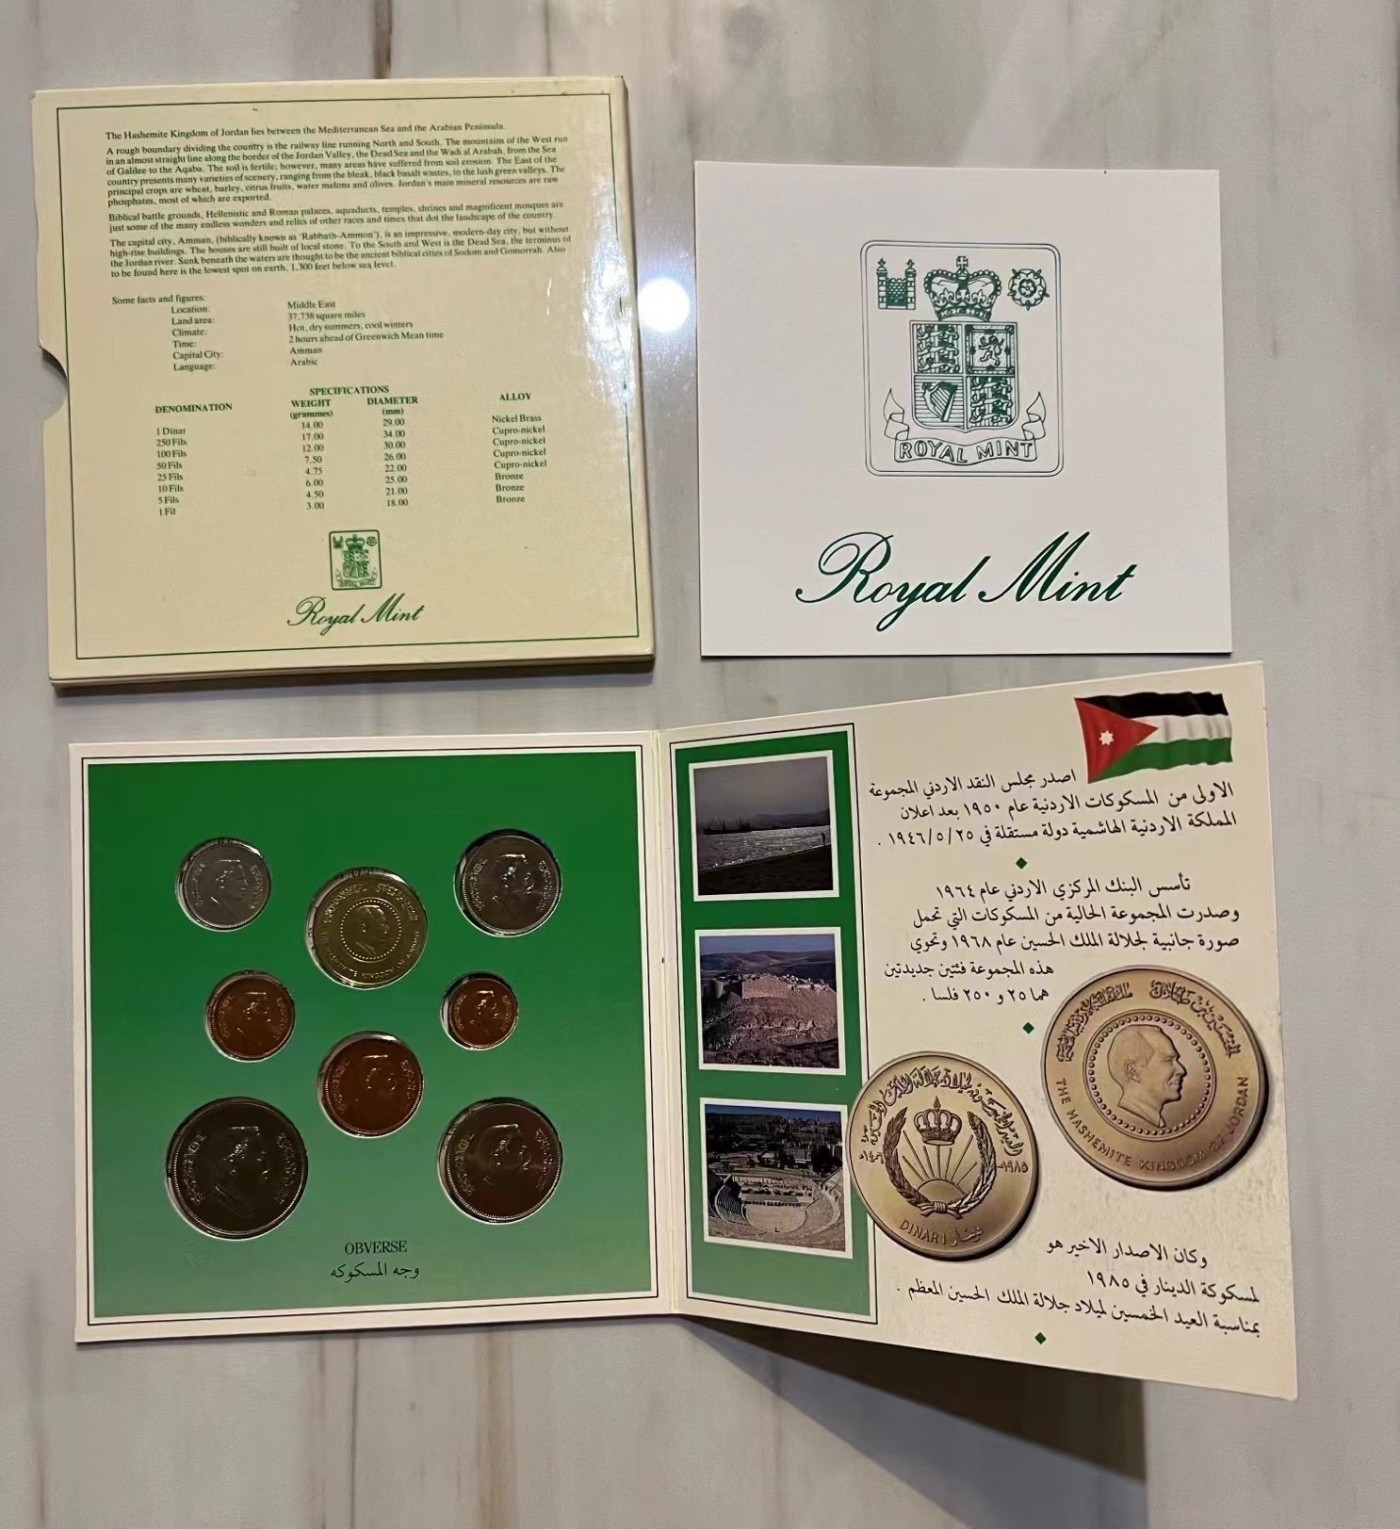 The Hashemite Kingdom of Jordan lies between the Mediterranean Sea and the Arabian Peninsula.
A rough boundary dividing the country is the railway line running North and South. The mountains of the West run
in an almost straight line along the border of the Jordan Valley, the Dead Sea and the Wadi al Arabah, from the Sea
of Galilee to the Aqaba. The soil is fertile; however, many areas have suffered from soil erosion. The East of the
country presents many varieties of scenery, ranging from the bleak, black basalt wastes, to the lush green valleys. The
principal crops are wheat, barley, citrus fruits, water melons and olives. Jordan's main mineral resources are raw
phosphates, most of which are exported.
Biblical battle grounds, Hellenistic and Roman palaces, aquaducts, temples, shrines and magnificent mosques are
just some of the many endless wonders and relics of other races and times that dot the landscape of the country.
The capital city, Amman, (biblically known as 'Rabbath-Ammon'), is an impressive, modern-day city, but without
high-rise buildings. The houses are still built of local stone. To the South and West is the Dead Sea, the terminus of
the Jordan river. Sunk beneath the waters are thought to be the ancient biblical cities of Sodom and Gomorrah. Also
to be found here is the lowest spot on earth, 1,300 feet below sea level.
Some facts and figures:
Location: Middle East
Land area: 37,738 square miles
Climate: Hot, dry summers, cool winters
Time: 2 hours ahead of Greenwich Mean time
Capital City: Amman
Language: Arabic
SPECIFICATIONS
DENOMINATION WEIGHT DIAMETER ALLOY
(grammes) (mm)
1 Dinar 14.00 29.00 Nickel Brass
250 Fils 17.00 34.00 Cupro-nickel
100 Fils 12.00 30.00 Cupro-nickel
50 Fils 7.50 26.00 Cupro-nickel
25 Fils 4.75 22.00 Cupro-nickel
10 Fils 6.00 25.00 Bronze
5 Fils 4.50 21.00 Bronze
1 Fil 3.00 18.00 Bronze
Royal Mint
ROYAL MINT
Royal Mint
OBVERSE
وجه المسكوكه
اصدر مجلس النقد الاردني المجموعة
الاولى من المسكوكات الاردنية عام ١٩٥٠ بعد اعلان
المملكة الاردنية الهاشمية دولة مستقلة في ١٩٤٦/٥/٢٥ .
تأسس البنك المركزي الاردني عام ١٩٦٤
وصدرت المجموعة الحالية من المسكوكات التي تحمل
صورة جانبية لجلالة الملك الحسين عام ١٩٦٨ وتحوي
هذه المجموعة فئتين جديدتين
هما ٢٥ و ٢٥٠ فلسا .
الحسين بن طلال
المملكة الاردنية الهاشمية
THE HASHEMITE KINGDOM OF JORDAN
١٤٠٦ ١٩٨٥
DINAR 1 دينار
وكان الاصدار الاخير هو
لمسكوكة الدينار في ١٩٨٥
بمناسبة العيد الخمسين لميلاد جلالة الملك الحسين المعظم .